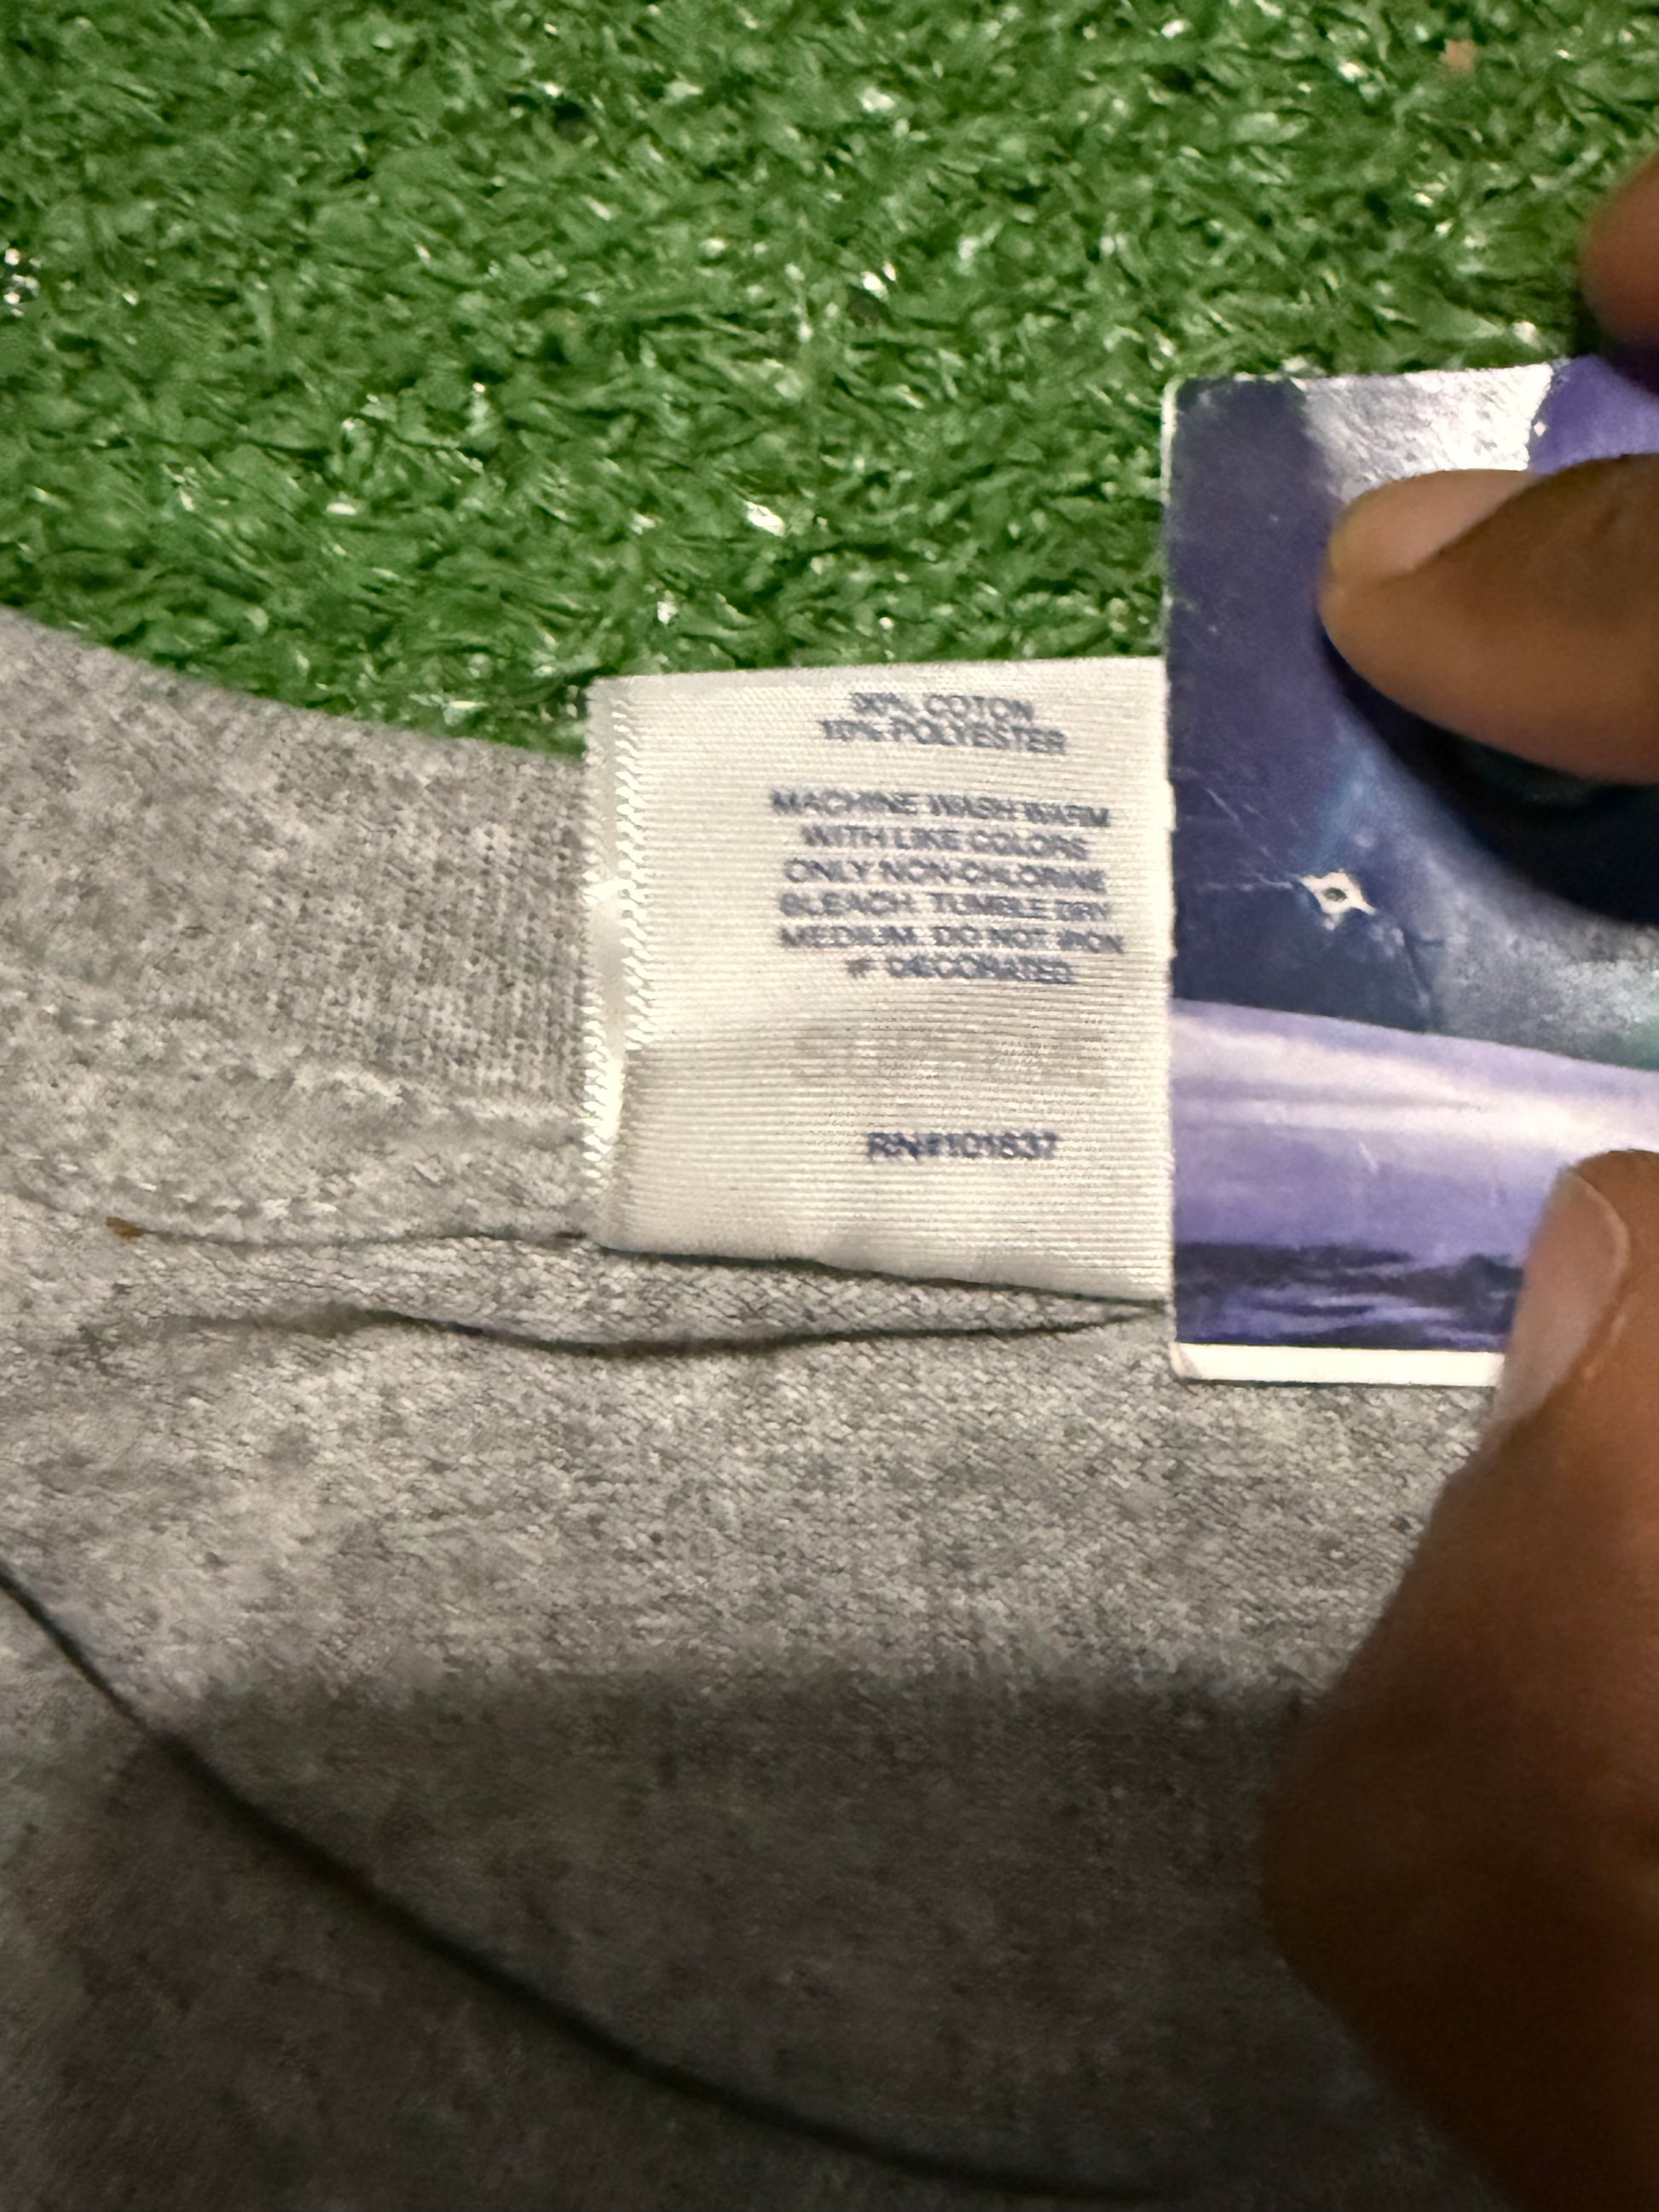 90% COTTON
10% POLYESTER
MACHINE WASH WARM
WITH LIKE COLORS
ONLY NON-CHLORINE
BLEACH. TUMBLE DRY
MEDIUM. DO NOT IRON
IF DECORATED.
RN#101837